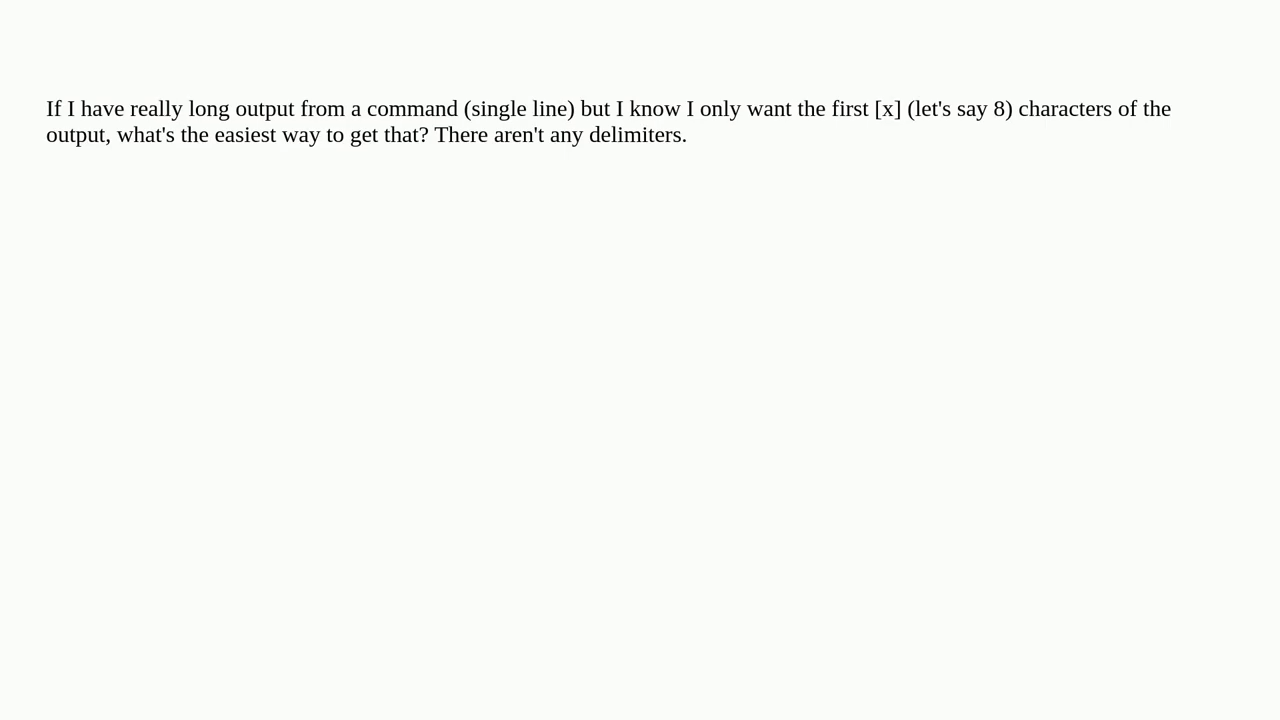 If I have really long output from a command (single line) but I know I only want the first [x] (let's say 8) characters of the
output, what's the easiest way to get that? There aren't any delimiters.